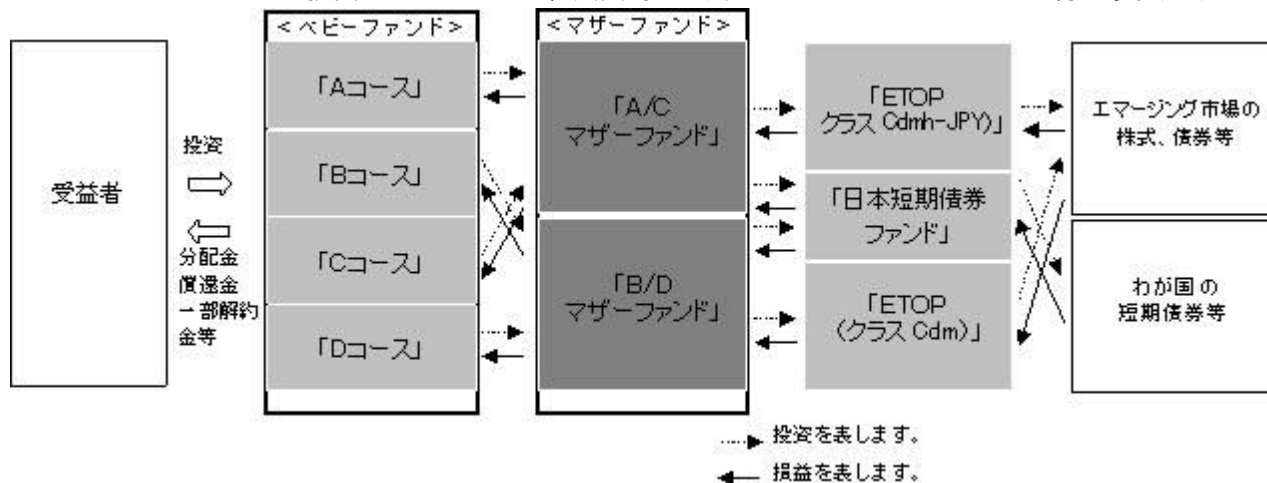 <ベビーファンド>
<マザーファンド>
受益者
投資
分配金
償還金
一部解約
金等
「Aコース」
「Bコース」
「Cコース」
「Dコース」
「A/C
マザーファンド」
「B/D
マザーファンド」
「ETOP
クラス Cdmh-JPY)」
「日本短期債券
ファンド」
「ETOP
(クラス Cdm)」
エマージング市場の
株式、債券等
わが国の
短期債券等
投資を表します。
損益を表します。